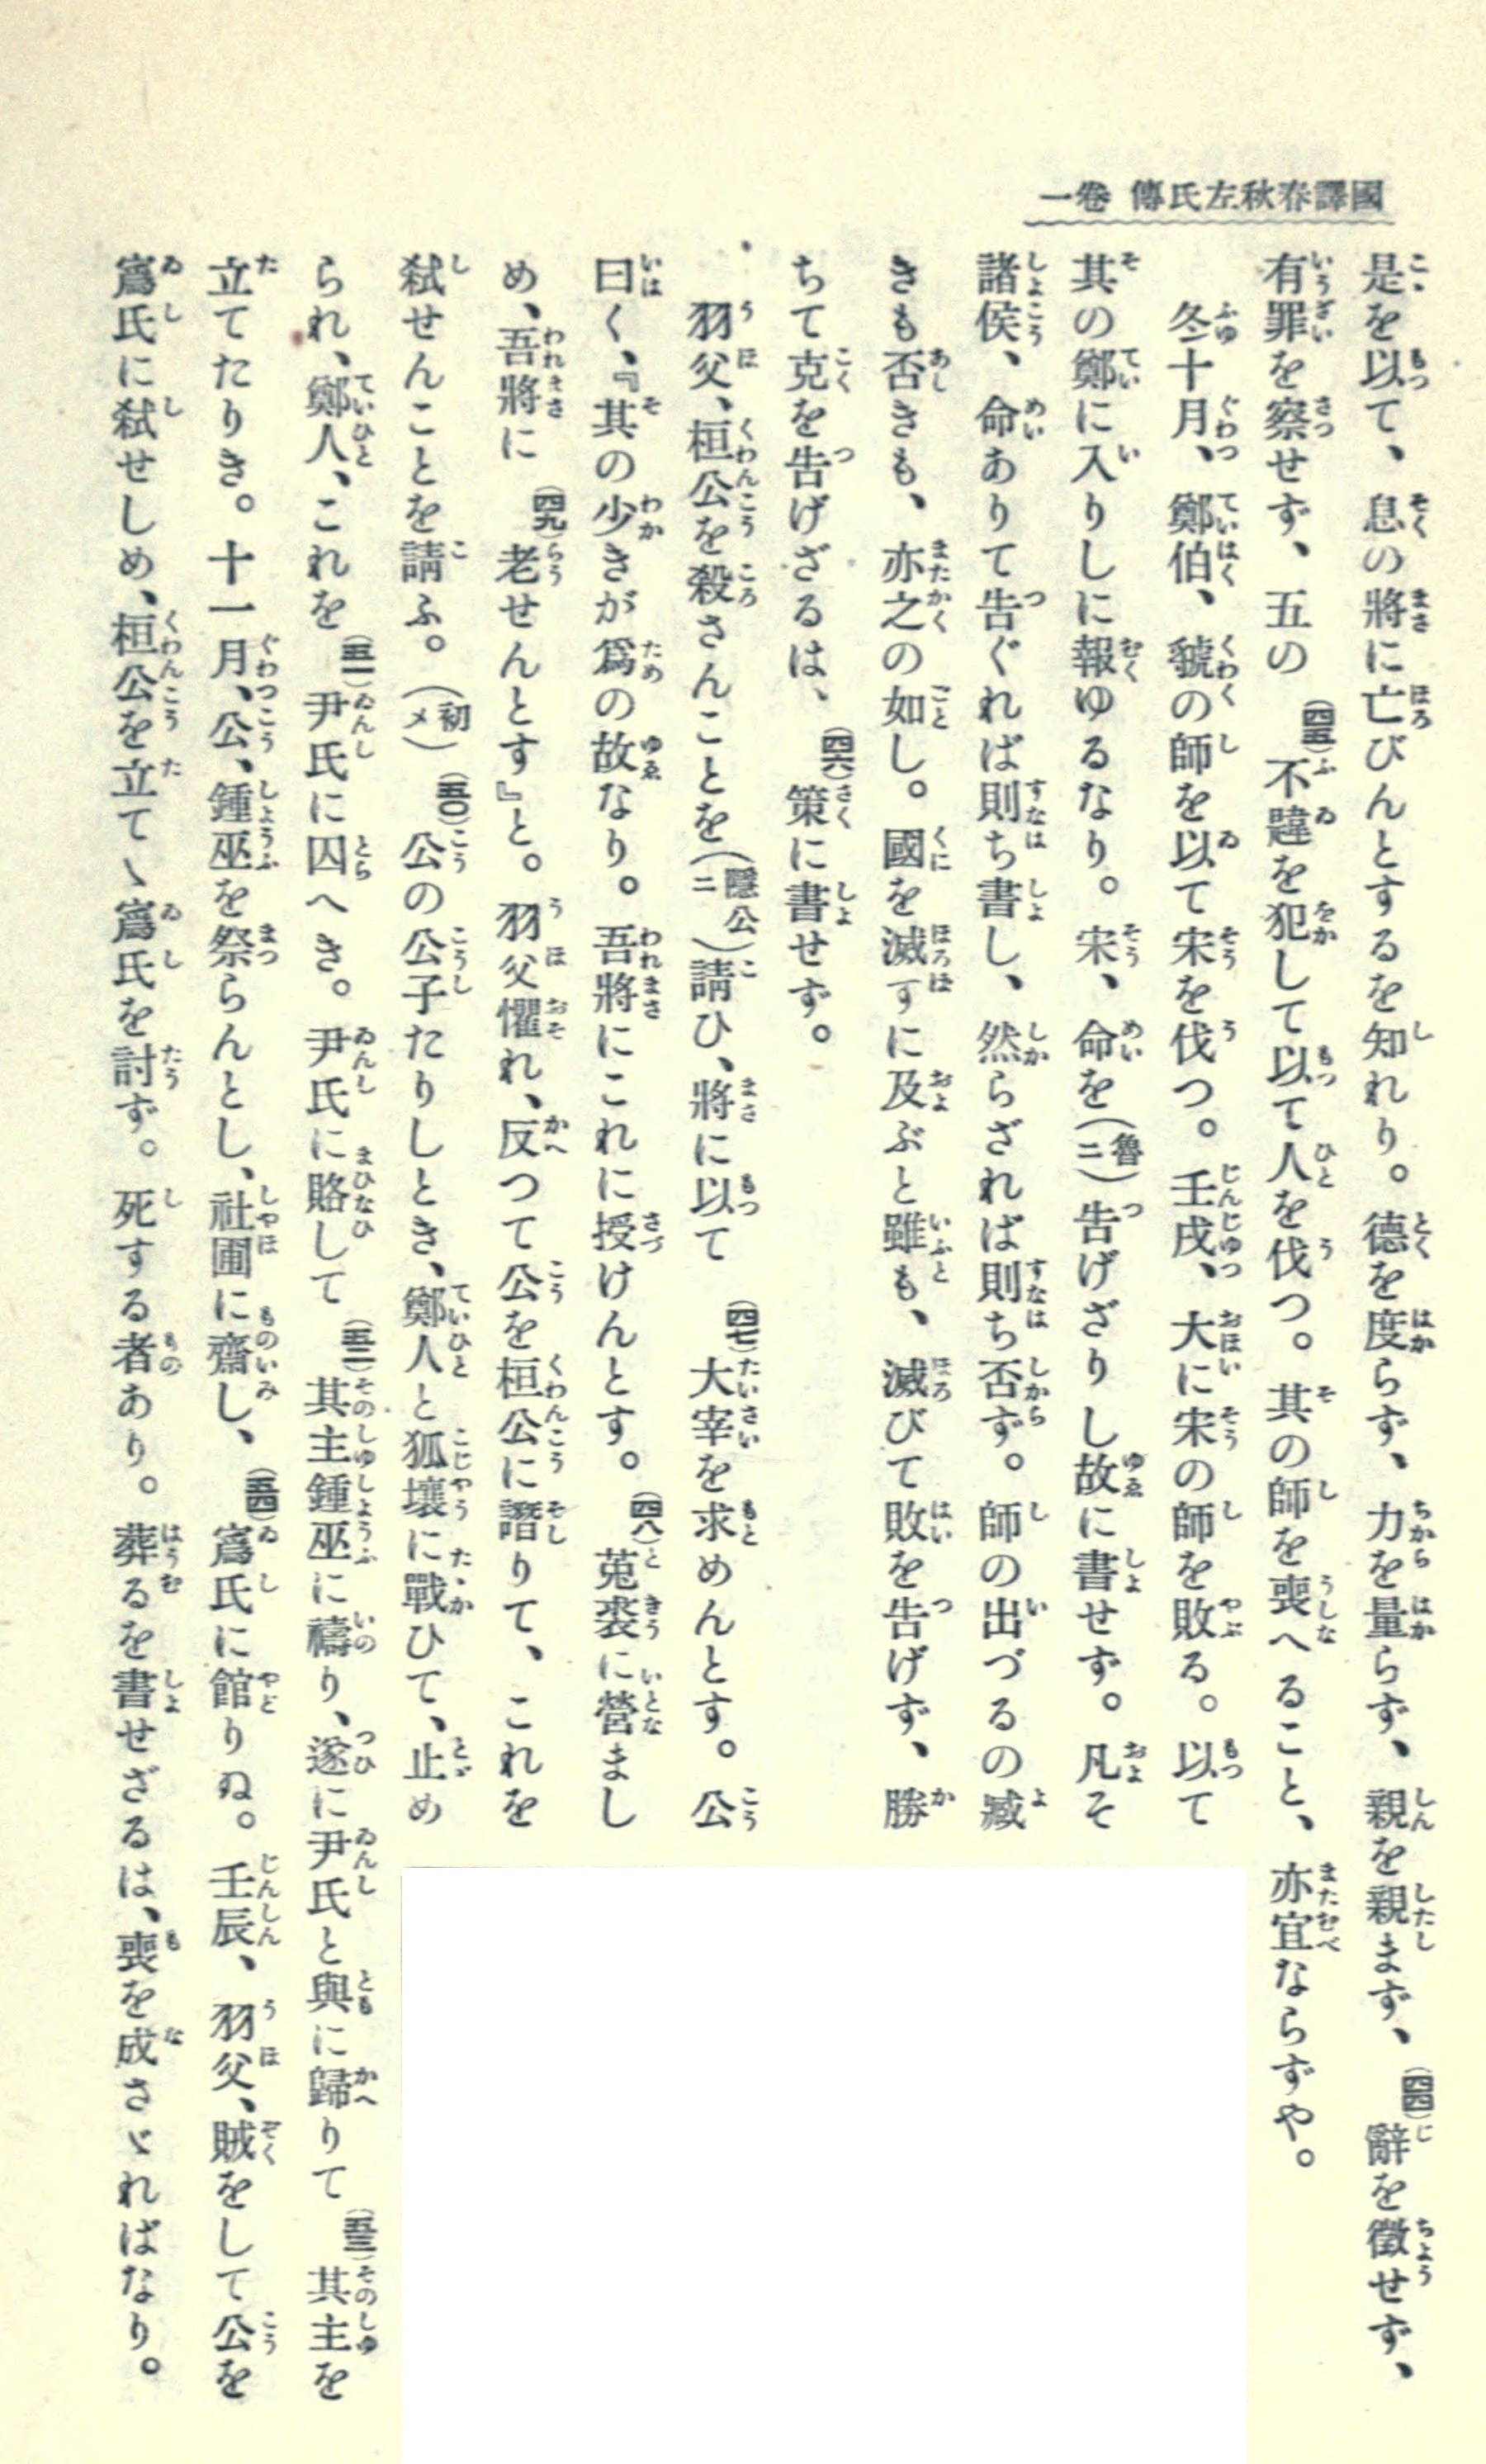 國譯春秋左氏傳 卷一
是を以て、息の將に亡びんとするを知れり。德を度らず、力を量らず、親を親まず、(四四)辭を徵せず、
有罪を察せず、五の(四五)不韙を犯して以て人を伐つ。其の師を喪へること、亦宜ならずや。
冬十月、鄭伯、虢の師を以て宋を伐つ。壬戌、大に宋の師を敗る。以て
其の鄭に入りしに報ゆるなり。宋、命を(魯ニ)告げざりし故に書せず。凡そ
諸侯、命ありて告ぐれば則ち書し、然らざれば則ち否ず。師の出づるの臧
きも否きも、亦之の如し。國を滅すに及ぶと雖も、滅びて敗を告げず、勝
ちて克を告げざるは、(四六)策に書せず。
羽父、桓公を殺さんことを(隱公ニ)請ひ、將に以て(四七)大宰を求めんとす。公
曰く、『其の少きが爲の故なり。吾將にこれに授けんとす。(四八)菟裘に營まし
め、吾將に(四九)老せんとす』と。羽父懼れ、反つて公を桓公に譖りて、これを
弑せんことを請ふ。(初メ)(五〇)公の公子たりしとき、鄭人と狐壤に戰ひて、止め
られ、鄭人、これを(五一)尹氏に囚へき。尹氏に賂して(五二)其主鍾巫に禱り、遂に尹氏と與に歸りて(五三)其主を
立てたりき。十一月、公、鍾巫を祭らんとし、社圃に齋し、(五四)寪氏に館りぬ。壬辰、羽父、賊をして公を
寪氏に弑せしめ、桓公を立てゝ寪氏を討ず。死する者あり。葬るを書せざるは、喪を成さゞればなり。